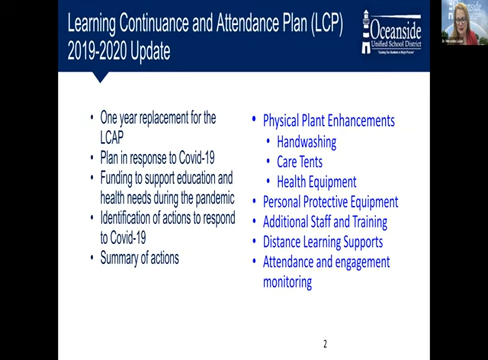 Learning Continuance and Attendance Plan (LCP)
2019-2020 Update
Oceanside
Unified School District
• One year replacement for the
LCAP
• Plan in response to Covid-19
• Funding to support education and
health needs during the pandemic
• Identification of actions to respond
to Covid-19
• Summary of actions
• Physical Plant Enhancements
• Handwashing
• Care Tents
• Health Equipment
• Personal Protective Equipment
• Additional Staff and Training
• Distance Learning Supports
• Attendance and engagement
monitoring
2